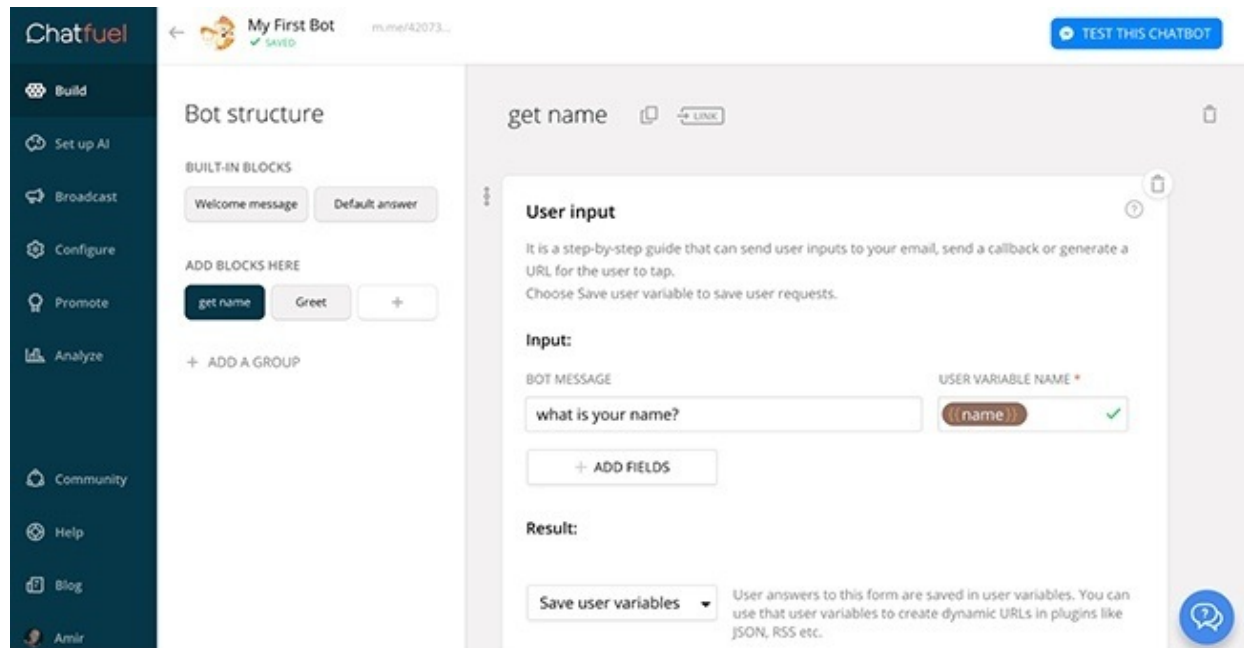 Chatfuel
Build
Set up AI
Broadcast
Configure
Promote
Analyze
Community
Help
Blog
Amir
My First Bot
SAVED
m.me/42073...
TEST THIS CHATBOT
Bot structure
BUILT-IN BLOCKS
Welcome message
Default answer
ADD BLOCKS HERE
get name
Greet
+
+ ADD A GROUP
get name
LINK
User input
It is a step-by-step guide that can send user inputs to your email, send a callback or generate a
URL for the user to tap.
Choose Save user variable to save user requests.
Input:
BOT MESSAGE
USER VARIABLE NAME *
what is your name?
{{name}}
+ ADD FIELDS
Result:
Save user variables
User answers to this form are saved in user variables. You can
use that user variables to create dynamic URLs in plugins like
JSON, RSS etc.